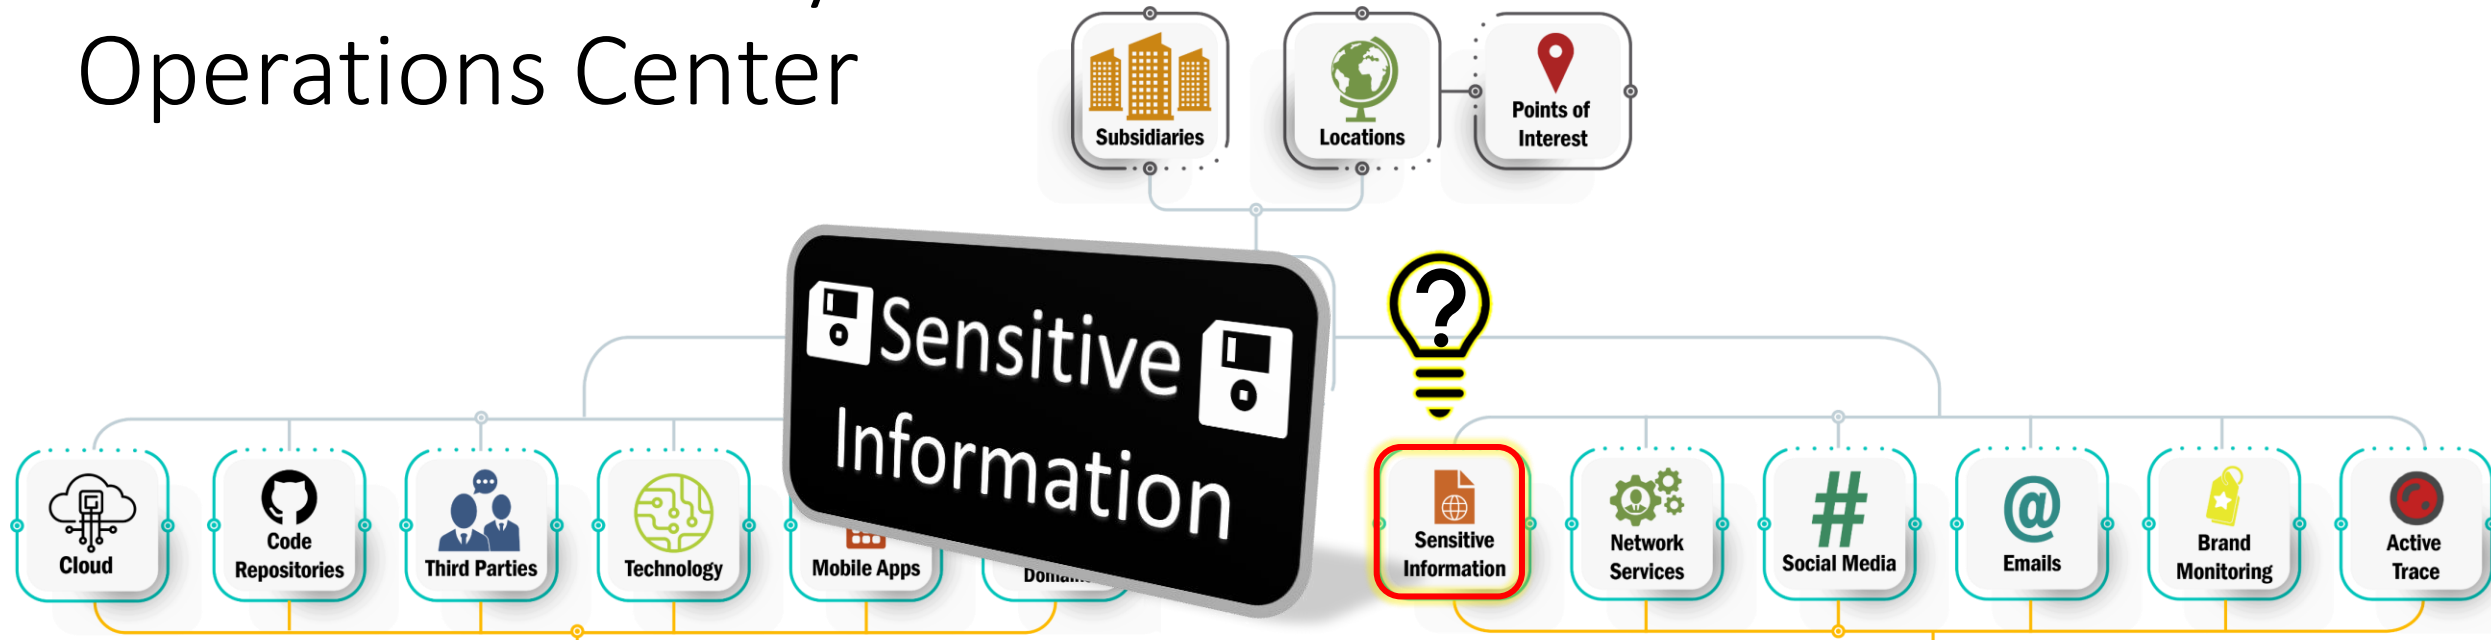 Operations Center
Subsidiaries
Locations
Points of
Interest
?
Sensitive
Information
Cloud
Code
Repositories
Third Parties
Technology
Mobile Apps
Sensitive
Information
Network
Services
#
Social Media
@
Emails
Brand
Monitoring
Active
Trace